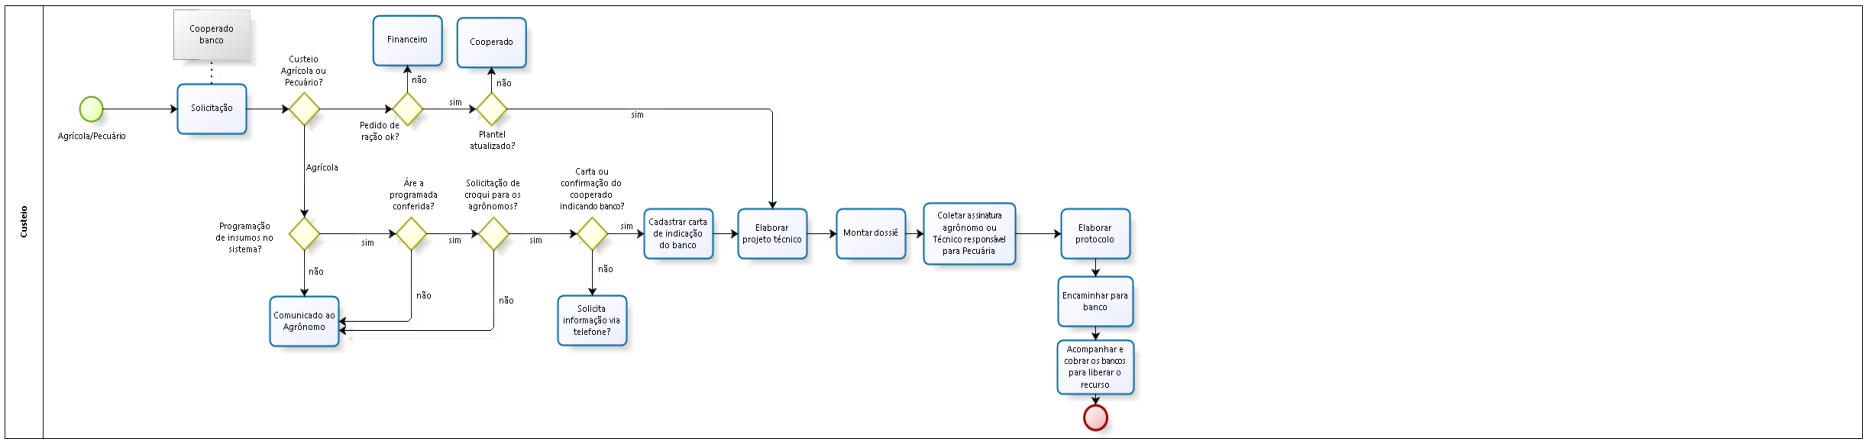 Custeio
Cooperado
banco
Solicitação
Agrícola/Pecuário
Custeio
Agrícola ou
Pecuário?
Financeiro
não
Pedido de
ração ok?
sim
Cooperado
não
Plantel
atualizado?
sim
Agrícola
Programação
de insumos no
sistema?
sim
não
Comunicado ao
Agrônomo
Áre a
programada
conferida?
sim
não
Solicitação de
croqui para os
agrônomos?
sim
não
Carta ou
confirmação do
cooperado
indicando banco?
sim
não
Solicita
informação via
telefone?
Cadastrar carta
de indicação
do banco
Elaborar
projeto técnico
Montar dossiê
Coletar assinatura
agrônomo ou
Técnico responsável
para Pecuária
Elaborar
protocolo
Encaminhar para
banco
Acompanhar e
cobrar os bancos
para liberar o
recurso